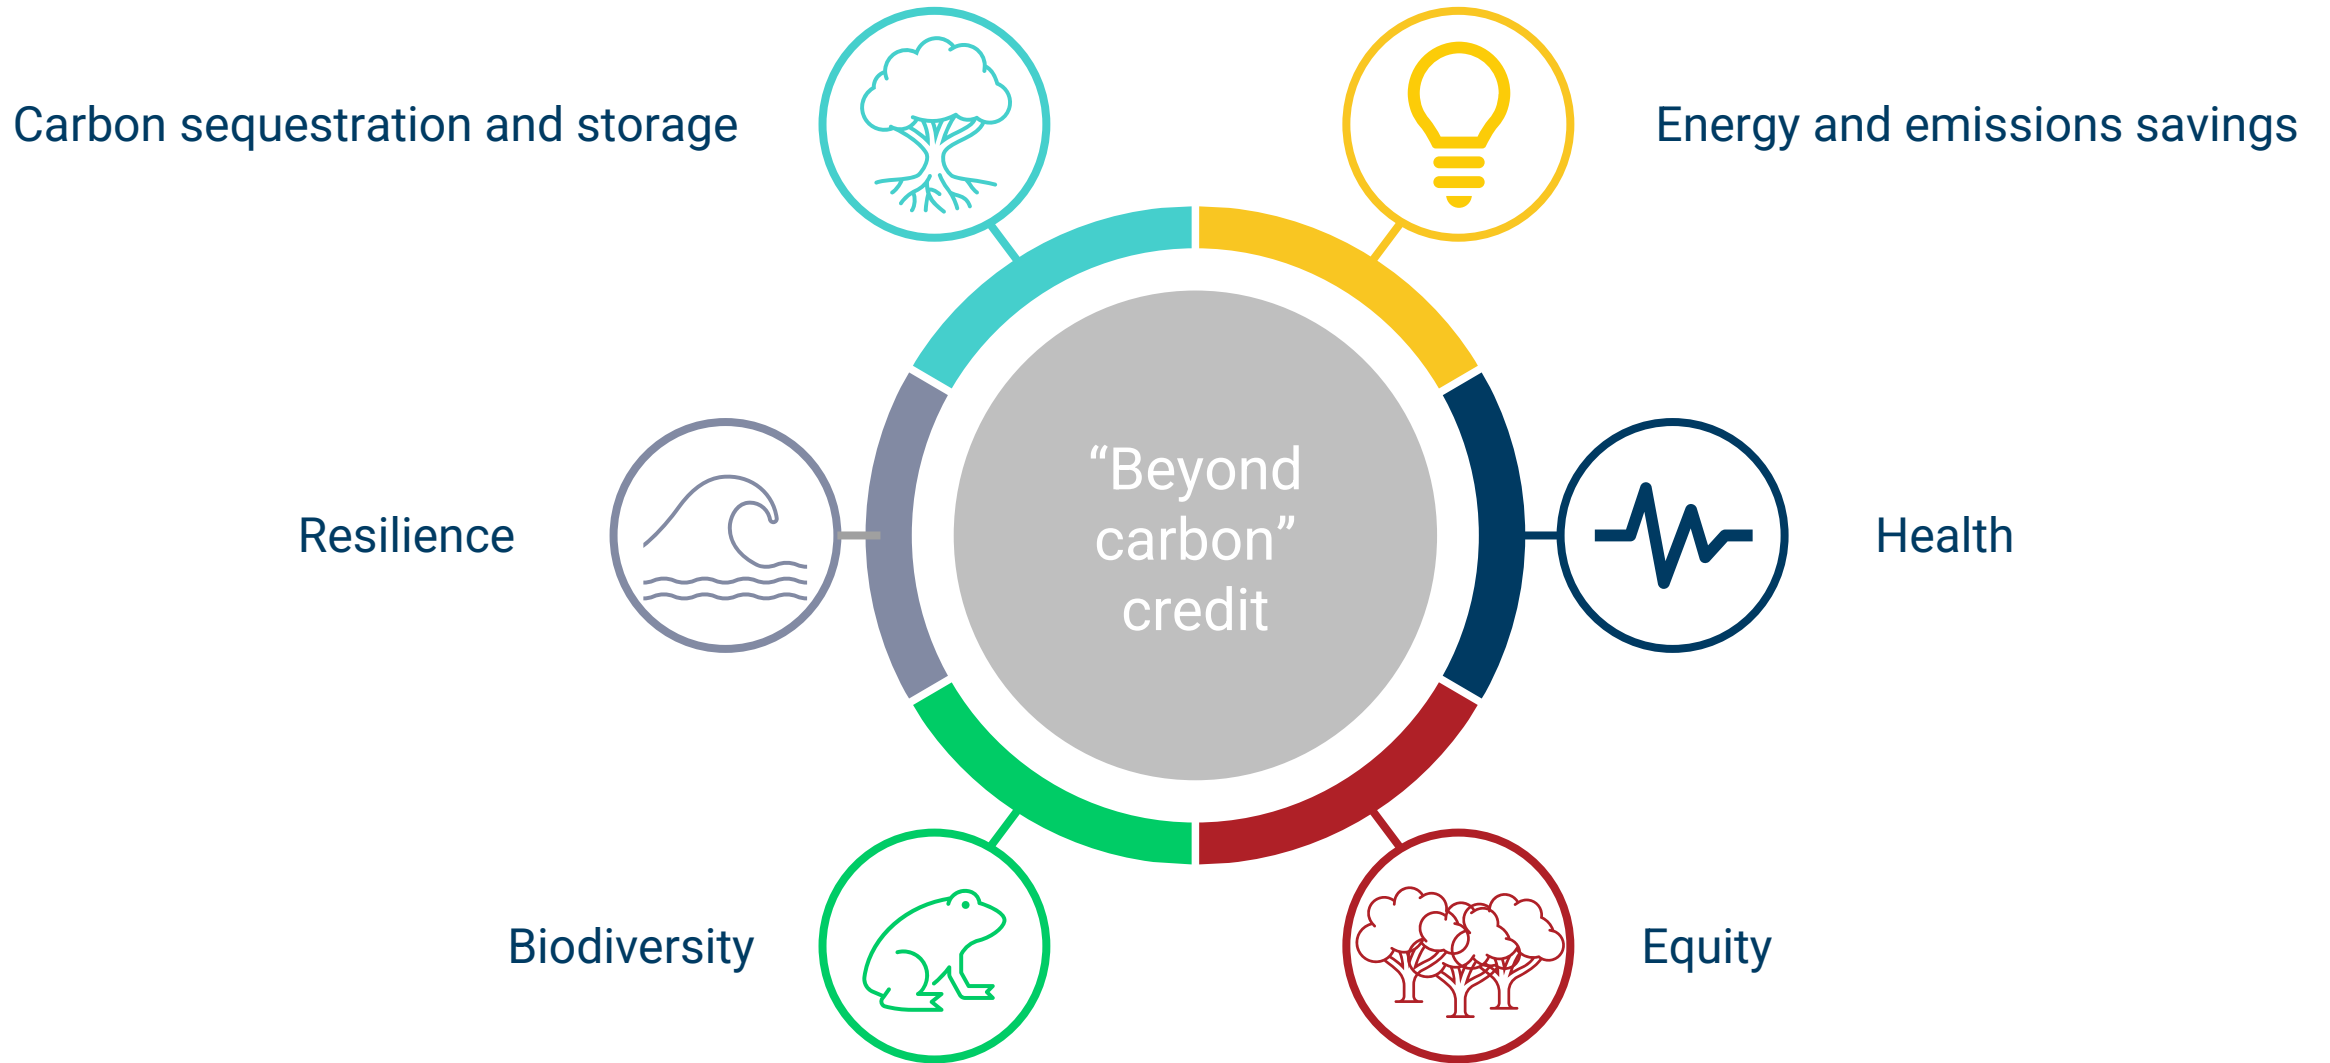 Carbon sequestration and storage
Energy and emissions savings
Resilience
“Beyond
carbon”
credit
Health
Biodiversity
Equity